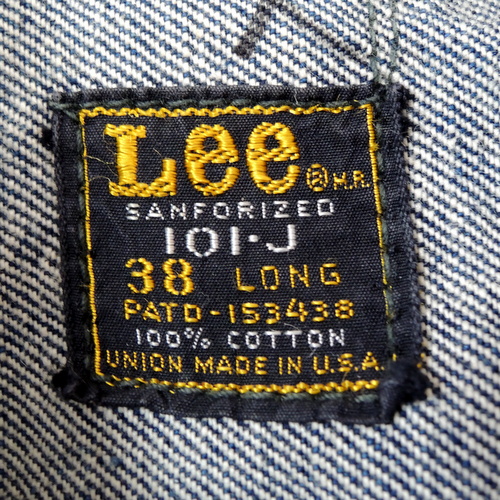 Lee ® M.R.
SANFORIZED
101-J
38 LONG
PATD-153438
100% COTTON
UNION MADE IN U.S.A.